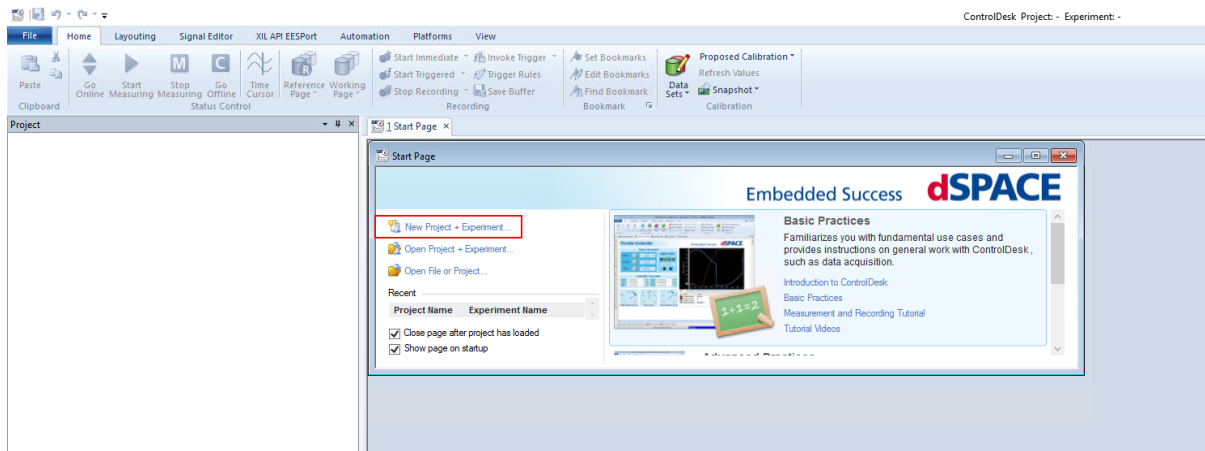 ControlDesk Project: - Experiment: -
File Home Layouting Signal Editor XIL API EESPort Automation Platforms View
Paste
Clipboard
Go Online
Start Measuring
Stop Measuring
Go Offline
Time Cursor
Reference Page
Working Page
Status Control
Start Immediate Invoke Trigger
Start Triggered Trigger Rules
Stop Recording Save Buffer
Recording
Set Bookmarks
Edit Bookmarks
Find Bookmark
Bookmark
Data Sets
Proposed Calibration
Refresh Values
Snapshot
Calibration
Project
1 Start Page
Start Page
Embedded Success dSPACE
New Project + Experiment...
Open Project + Experiment...
Open File or Project...
Recent
Project Name Experiment Name
Close page after project has loaded
Show page on startup
1+1=2
Basic Practices
Familiarizes you with fundamental use cases and
provides instructions on general work with ControlDesk,
such as data acquisition.
Introduction to ControlDesk
Basic Practices
Measurement and Recording Tutorial
Tutorial Videos